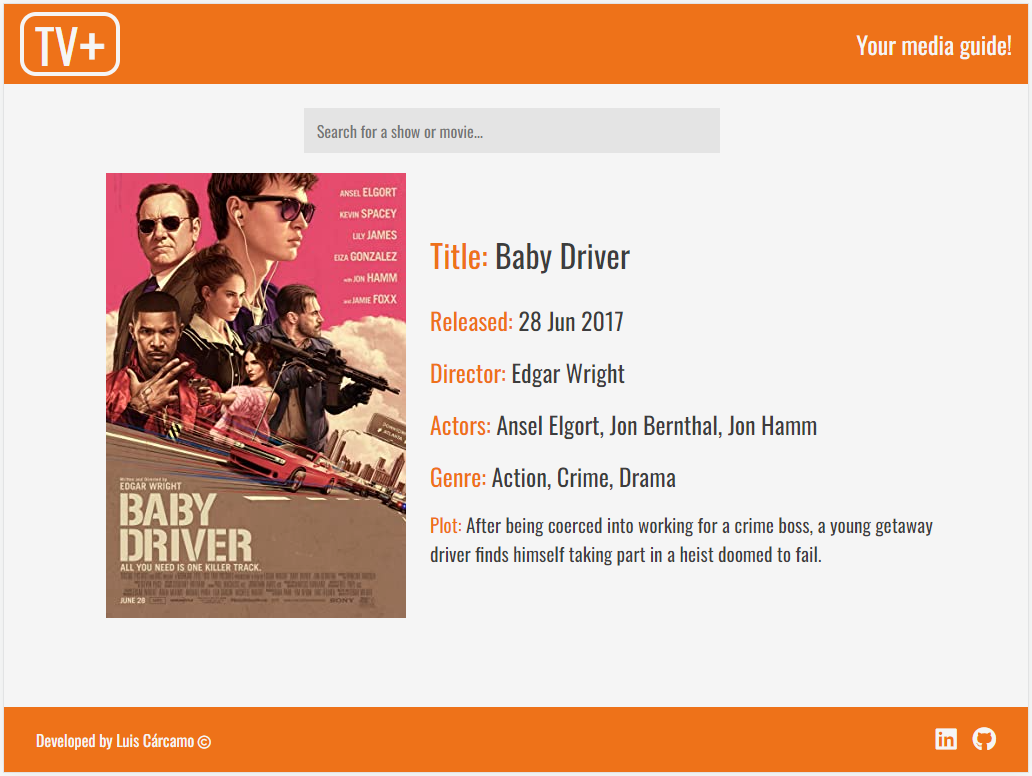 TV+
Your media guide!
Search for a show or movie...
ANSEL ELGORT
KEVIN SPACEY
LILY JAMES
EIZA GONZALEZ
with JON HAMM
and JAMIE FOXX
Written and Directed by
EDGAR WRIGHT
BABY
DRIVER
ALL YOU NEED IS ONE KILLER TRACK.
JUNE 28
SONY
Title: Baby Driver
Released: 28 Jun 2017
Director: Edgar Wright
Actors: Ansel Elgort, Jon Bernthal, Jon Hamm
Genre: Action, Crime, Drama
Plot: After being coerced into working for a crime boss, a young getaway
driver finds himself taking part in a heist doomed to fail.
Developed by Luis Cárcamo ©
in